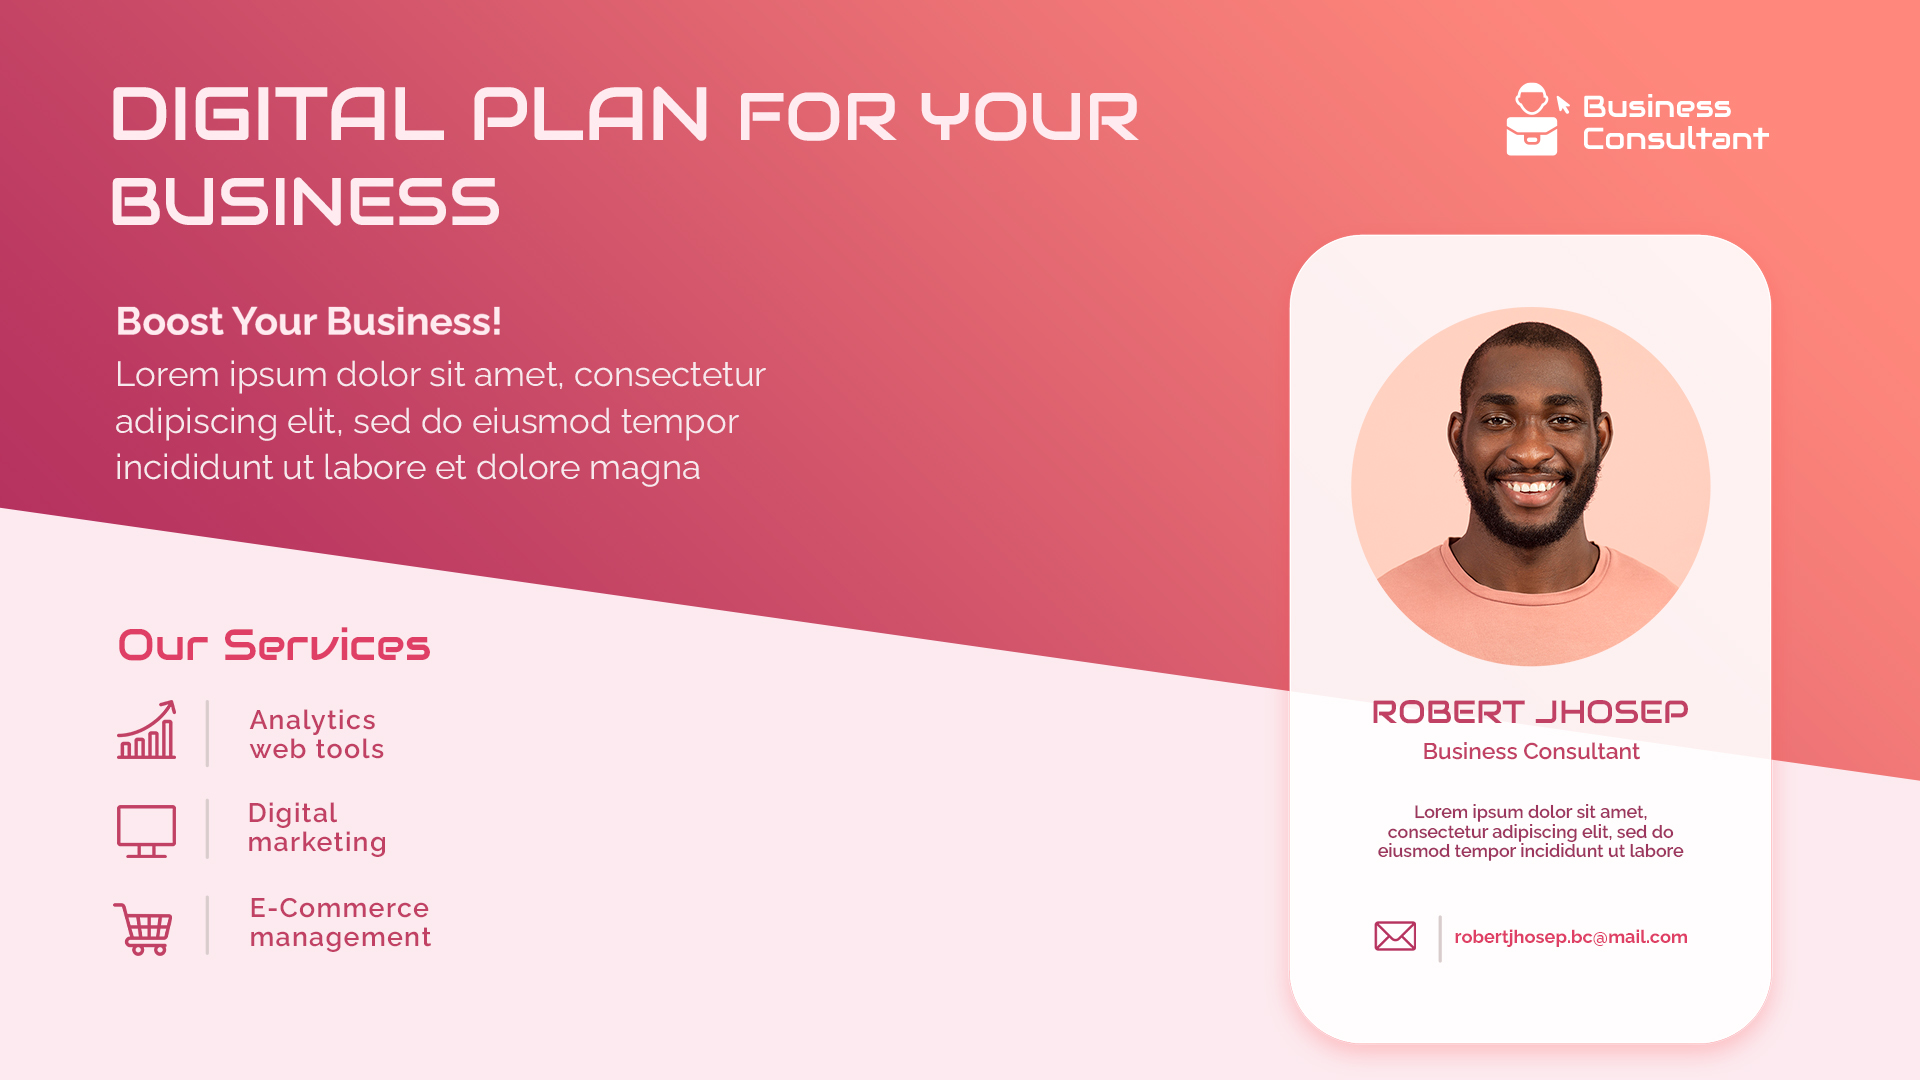 DIGITAL PLAN FOR YOUR
BUSINESS
Business
Consultant
Boost Your Business!
Lorem ipsum dolor sit amet, consectetur
adipiscing elit, sed do eiusmod tempor
incididunt ut labore et dolore magna
Our Services
Analytics
web tools
Digital
marketing
E-Commerce
management
ROBERT JHOSEP
Business Consultant
Lorem ipsum dolor sit amet,
consectetur adipiscing elit, sed do
eiusmod tempor incididunt ut labore
robertjhosep.bc@mail.com